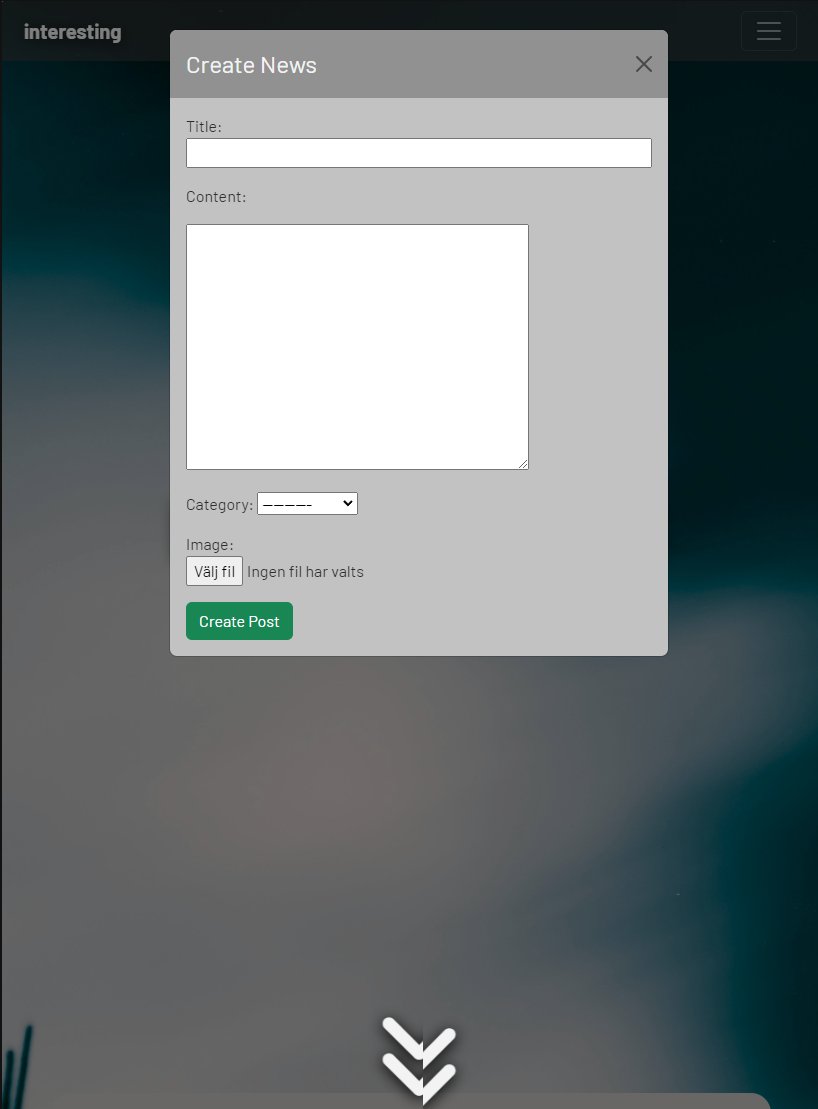 interesting
Create News
Title:
Content:
Category: ---------
Image:
Välj fil Ingen fil har valts
Create Post